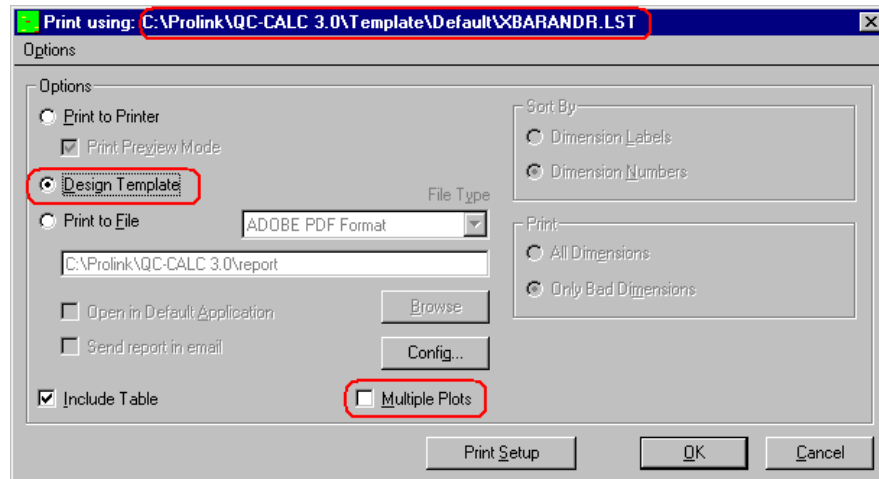 Print using: C:\Prolink\QC-CALC 3.0\Template\Default\XBARANDR.LST
Options
Options
Print to Printer
Print Preview Mode
Design Template
File Type
Print to File
ADOBE PDF Format
C:\Prolink\QC-CALC 3.0\report
Open in Default Application
Browse
Send report in email
Config...
Include Table
Multiple Plots
Sort By
Dimension Labels
Dimension Numbers
Print
All Dimensions
Only Bad Dimensions
Print Setup
OK
Cancel